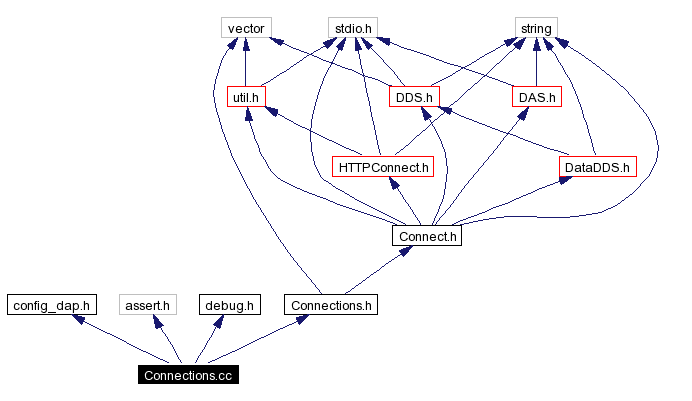 vector
stdio.h
string
util.h
DDS.h
DAS.h
HTTPConnect.h
DataDDS.h
Connect.h
config_dap.h
assert.h
debug.h
Connections.h
Connections.cc